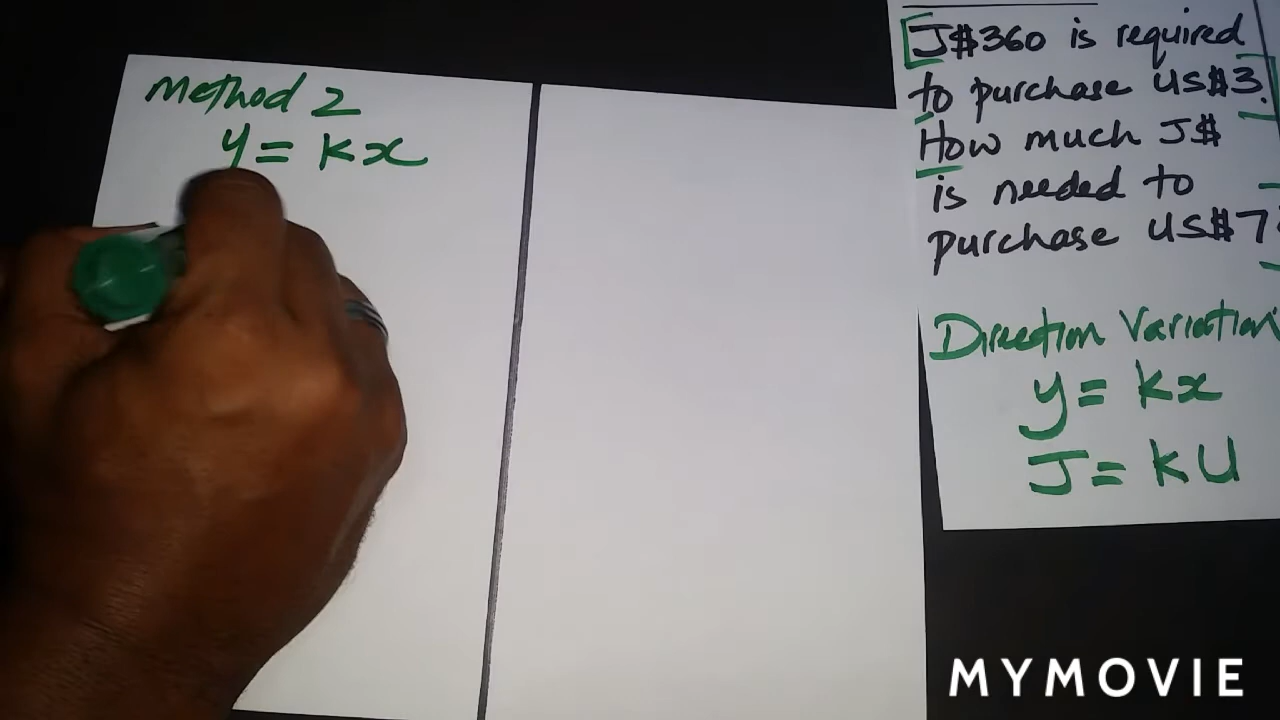 Method 2
y = kx
J$360 is required
to purchase US$3.
How much J$
is needed to
purchase US$7
Direction Variation
y = kx
J = kU
MYMOVIE